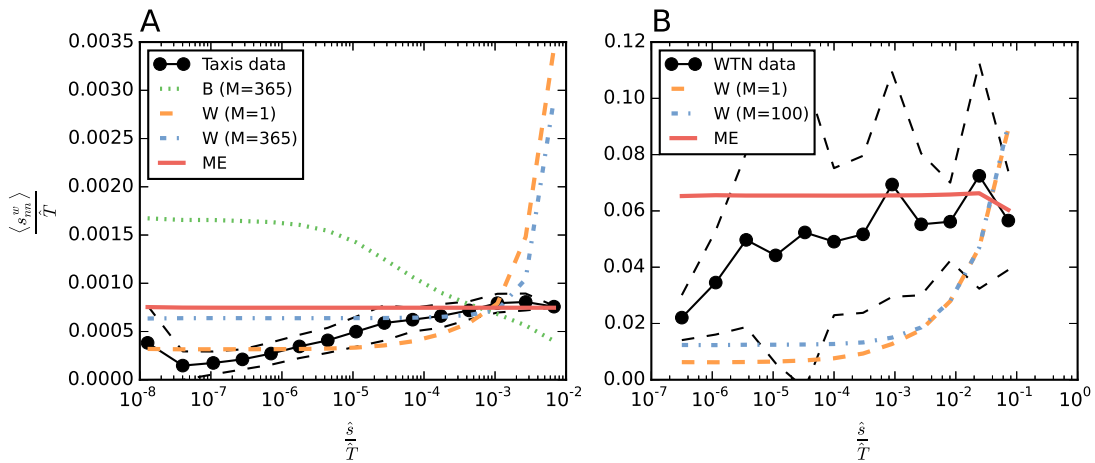 A
0.0035
0.0030
0.0025
0.0020
0.0015
0.0010
0.0005
0.0000
⟨s^w_{nn}⟩ / T̂
Taxis data
B (M=365)
W (M=1)
W (M=365)
ME
10^-8 10^-7 10^-6 10^-5 10^-4 10^-3 10^-2
ŝ / T̂
B
0.12
0.10
0.08
0.06
0.04
0.02
0.00
WTN data
W (M=1)
W (M=100)
ME
10^-7 10^-6 10^-5 10^-4 10^-3 10^-2 10^-1 10^0
ŝ / T̂